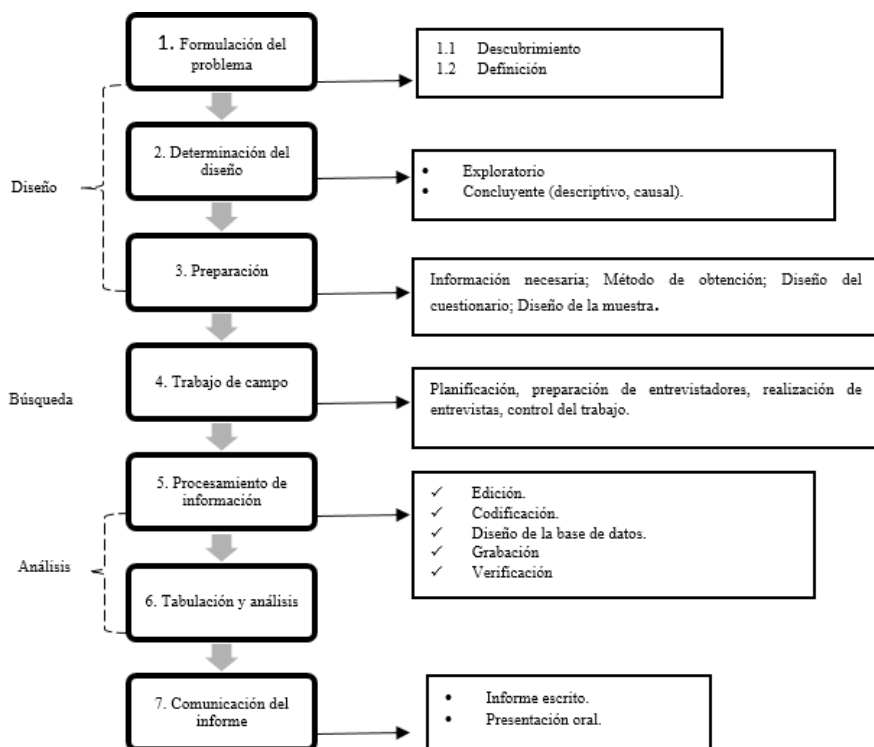 1. Formulación del
problema
1.1 Descubrimiento
1.2 Definición
Diseño
2. Determinación del
diseño
• Exploratorio
• Concluyente (descriptivo, causal).
3. Preparación
Información necesaria; Método de obtención; Diseño del
cuestionario; Diseño de la muestra.
Búsqueda
4. Trabajo de campo
Planificación, preparación de entrevistadores, realización de
entrevistas, control del trabajo.
5. Procesamiento de
información
✓ Edición.
✓ Codificación.
✓ Diseño de la base de datos.
✓ Grabación
✓ Verificación
Análisis
6. Tabulación y análisis
7. Comunicación del
informe
• Informe escrito.
• Presentación oral.